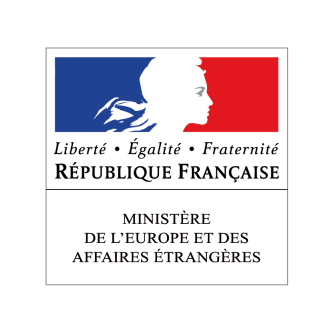 Liberté • Égalité • Fraternité
RÉPUBLIQUE FRANÇAISE
MINISTÈRE
DE L'EUROPE ET DES
AFFAIRES ÉTRANGÈRES